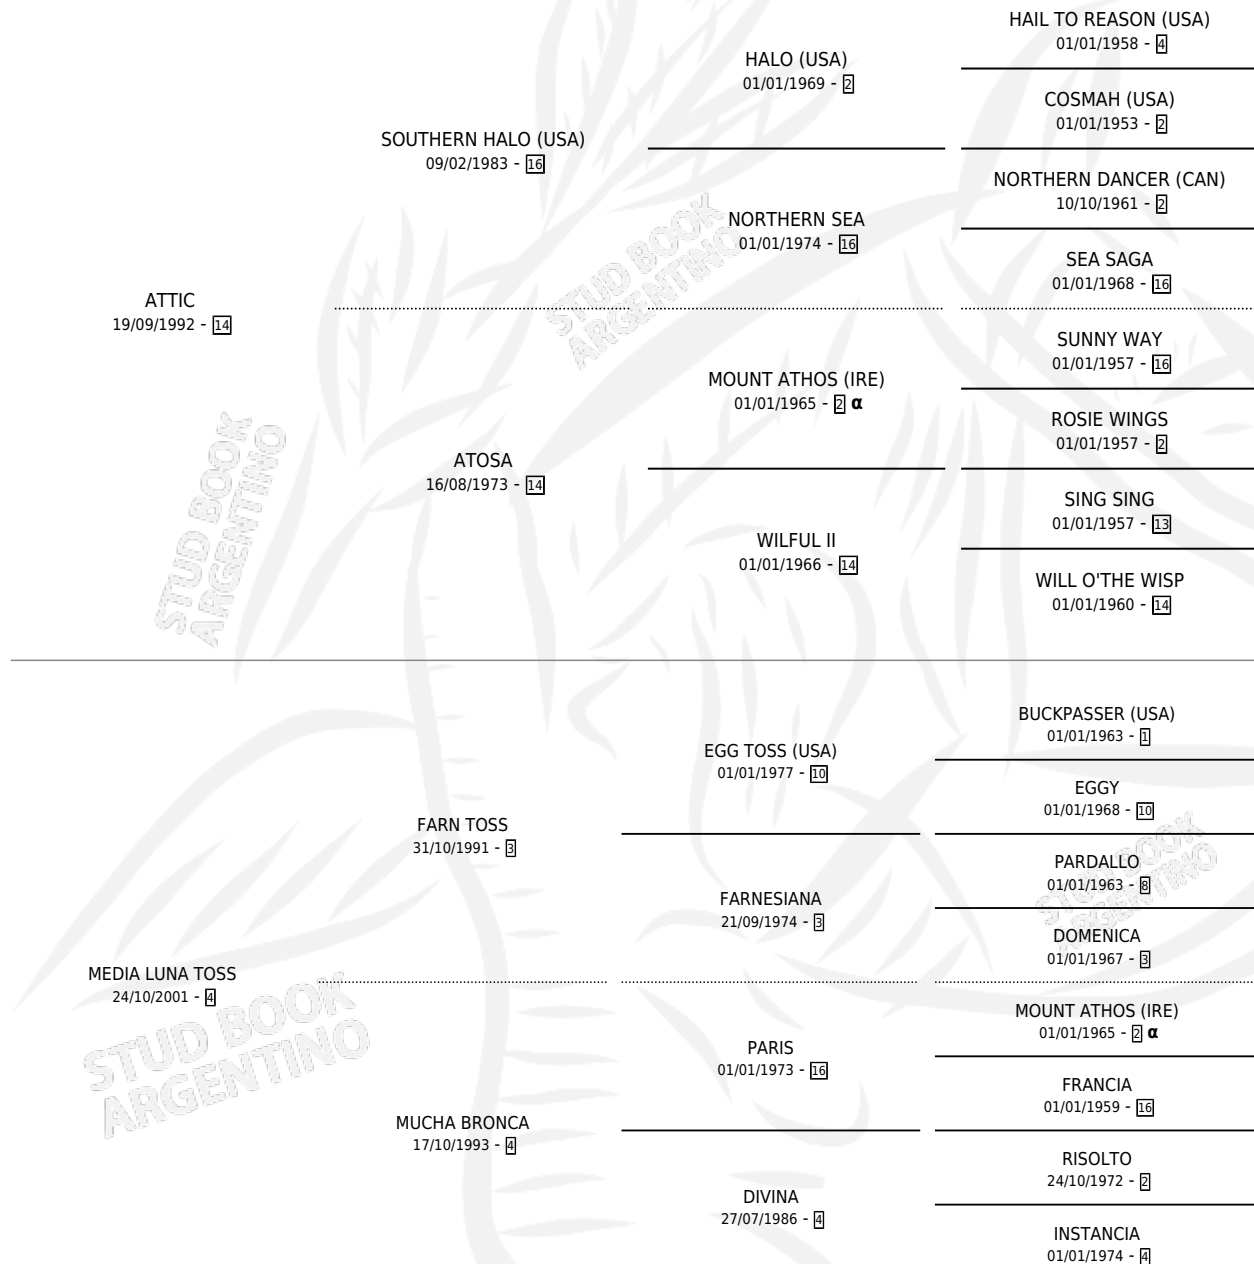 HAIL TO REASON (USA)
01/01/1958 - 4
HALO (USA)
01/01/1969 - 2
COSMAH (USA)
01/01/1953 - 2
SOUTHERN HALO (USA)
09/02/1983 - 16
NORTHERN DANCER (CAN)
10/10/1961 - 2
NORTHERN SEA
01/01/1974 - 16
SEA SAGA
01/01/1968 - 16
ATTIC
19/09/1992 - 14
SUNNY WAY
01/01/1957 - 16
MOUNT ATHOS (IRE)
01/01/1965 - 2 α
ROSIE WINGS
01/01/1957 - 2
ATOSA
16/08/1973 - 14
SING SING
01/01/1957 - 13
WILFUL II
01/01/1966 - 14
WILL O'THE WISP
01/01/1960 - 14
BUCKPASSER (USA)
01/01/1963 - 1
EGG TOSS (USA)
01/01/1977 - 10
EGGY
01/01/1968 - 10
FARN TOSS
31/10/1991 - 3
PARDALLO
01/01/1963 - 8
FARNESIANA
21/09/1974 - 3
DOMENICA
01/01/1967 - 3
MEDIA LUNA TOSS
24/10/2001 - 4
MOUNT ATHOS (IRE)
01/01/1965 - 2 α
PARIS
01/01/1973 - 16
FRANCIA
01/01/1959 - 16
MUCHA BRONCA
17/10/1993 - 4
RISOLTO
24/10/1972 - 2
DIVINA
27/07/1986 - 4
INSTANCIA
01/01/1974 - 4
STUD BOOK
ARGENTINO
STUD BOOK
ARGENTINO
STUD BOOK
ARGENTINO
STUD BOOK
ARGENTINO